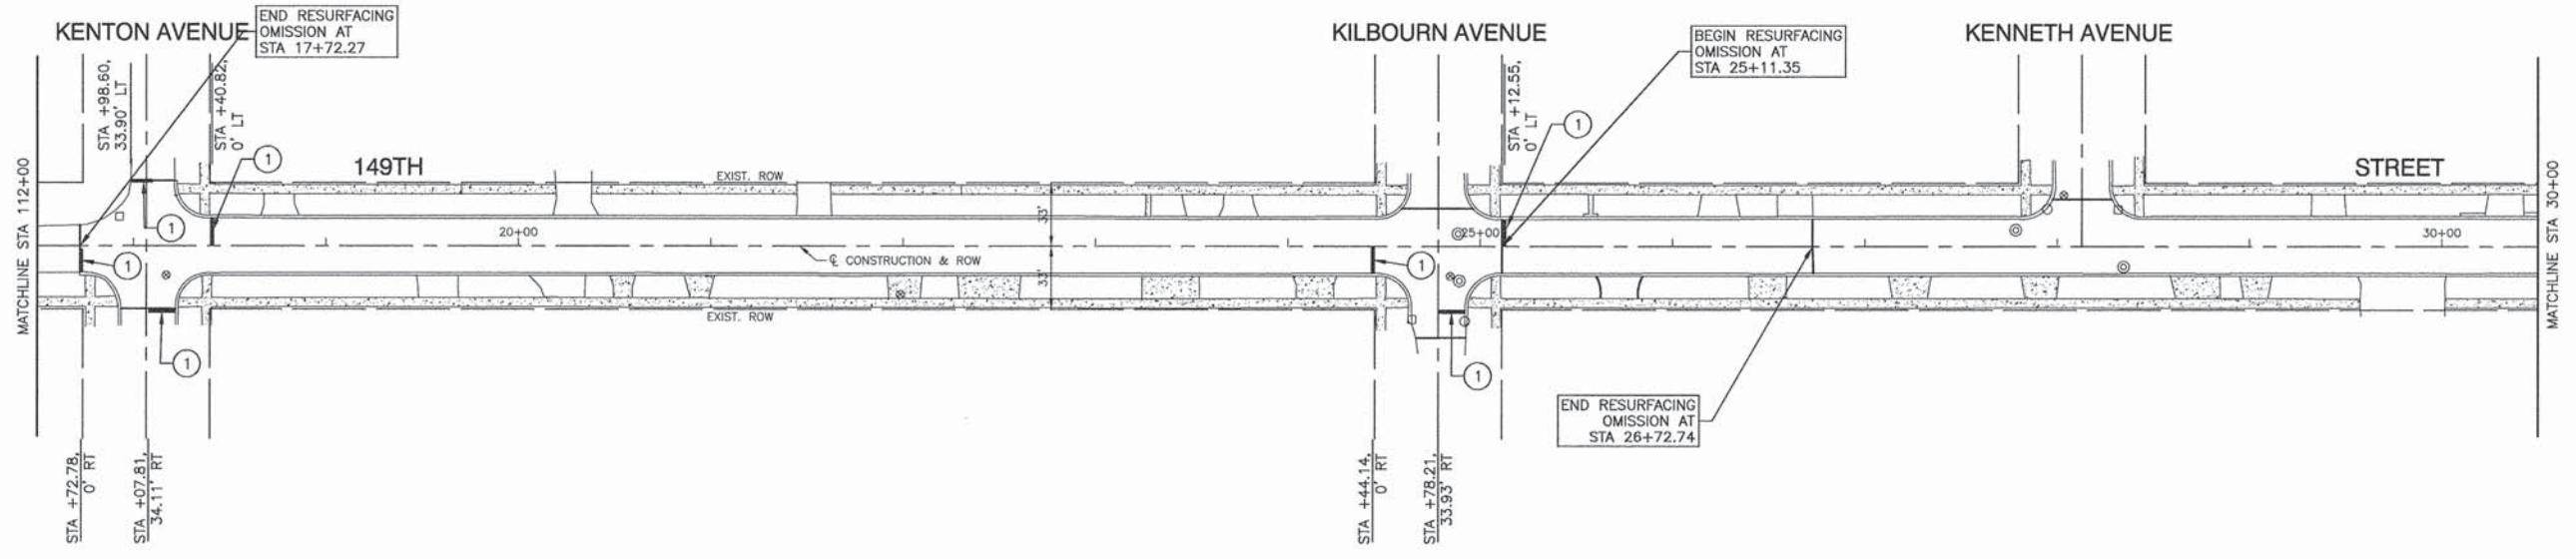 KENTON AVENUE
END RESURFACING
OMISSION AT
STA 17+72.27
KILBOURN AVENUE
BEGIN RESURFACING
OMISSION AT
STA 25+11.35
KENNETH AVENUE
STA +98.60,
33.90' LT
STA +40.82,
0' LT
STA +12.55,
0' LT
1
1
149TH
EXIST. ROW
STREET
MATCHLINE STA 112+00
MATCHLINE STA 30+00
1
33'
20+00
25+00
30+00
℄ CONSTRUCTION & ROW
1
1
33'
EXIST. ROW
1
1
END RESURFACING
OMISSION AT
STA 26+72.74
STA +72.78,
0' RT
STA +07.81,
34.11' RT
STA +44.14,
0' RT
STA +78.21,
33.93' RT